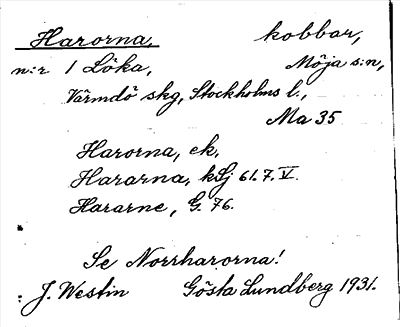 Harorna, kobbar,
n:r 1 Löka, Möja s:n,
Värmdö skg, Stockholms l.,
Ma 35
Harorna, ek.
Hararna, kSj 61.7.V.
Hararne, G. 76.
Se Norrharorna!
J. Westin Gösta Lundberg 1931.